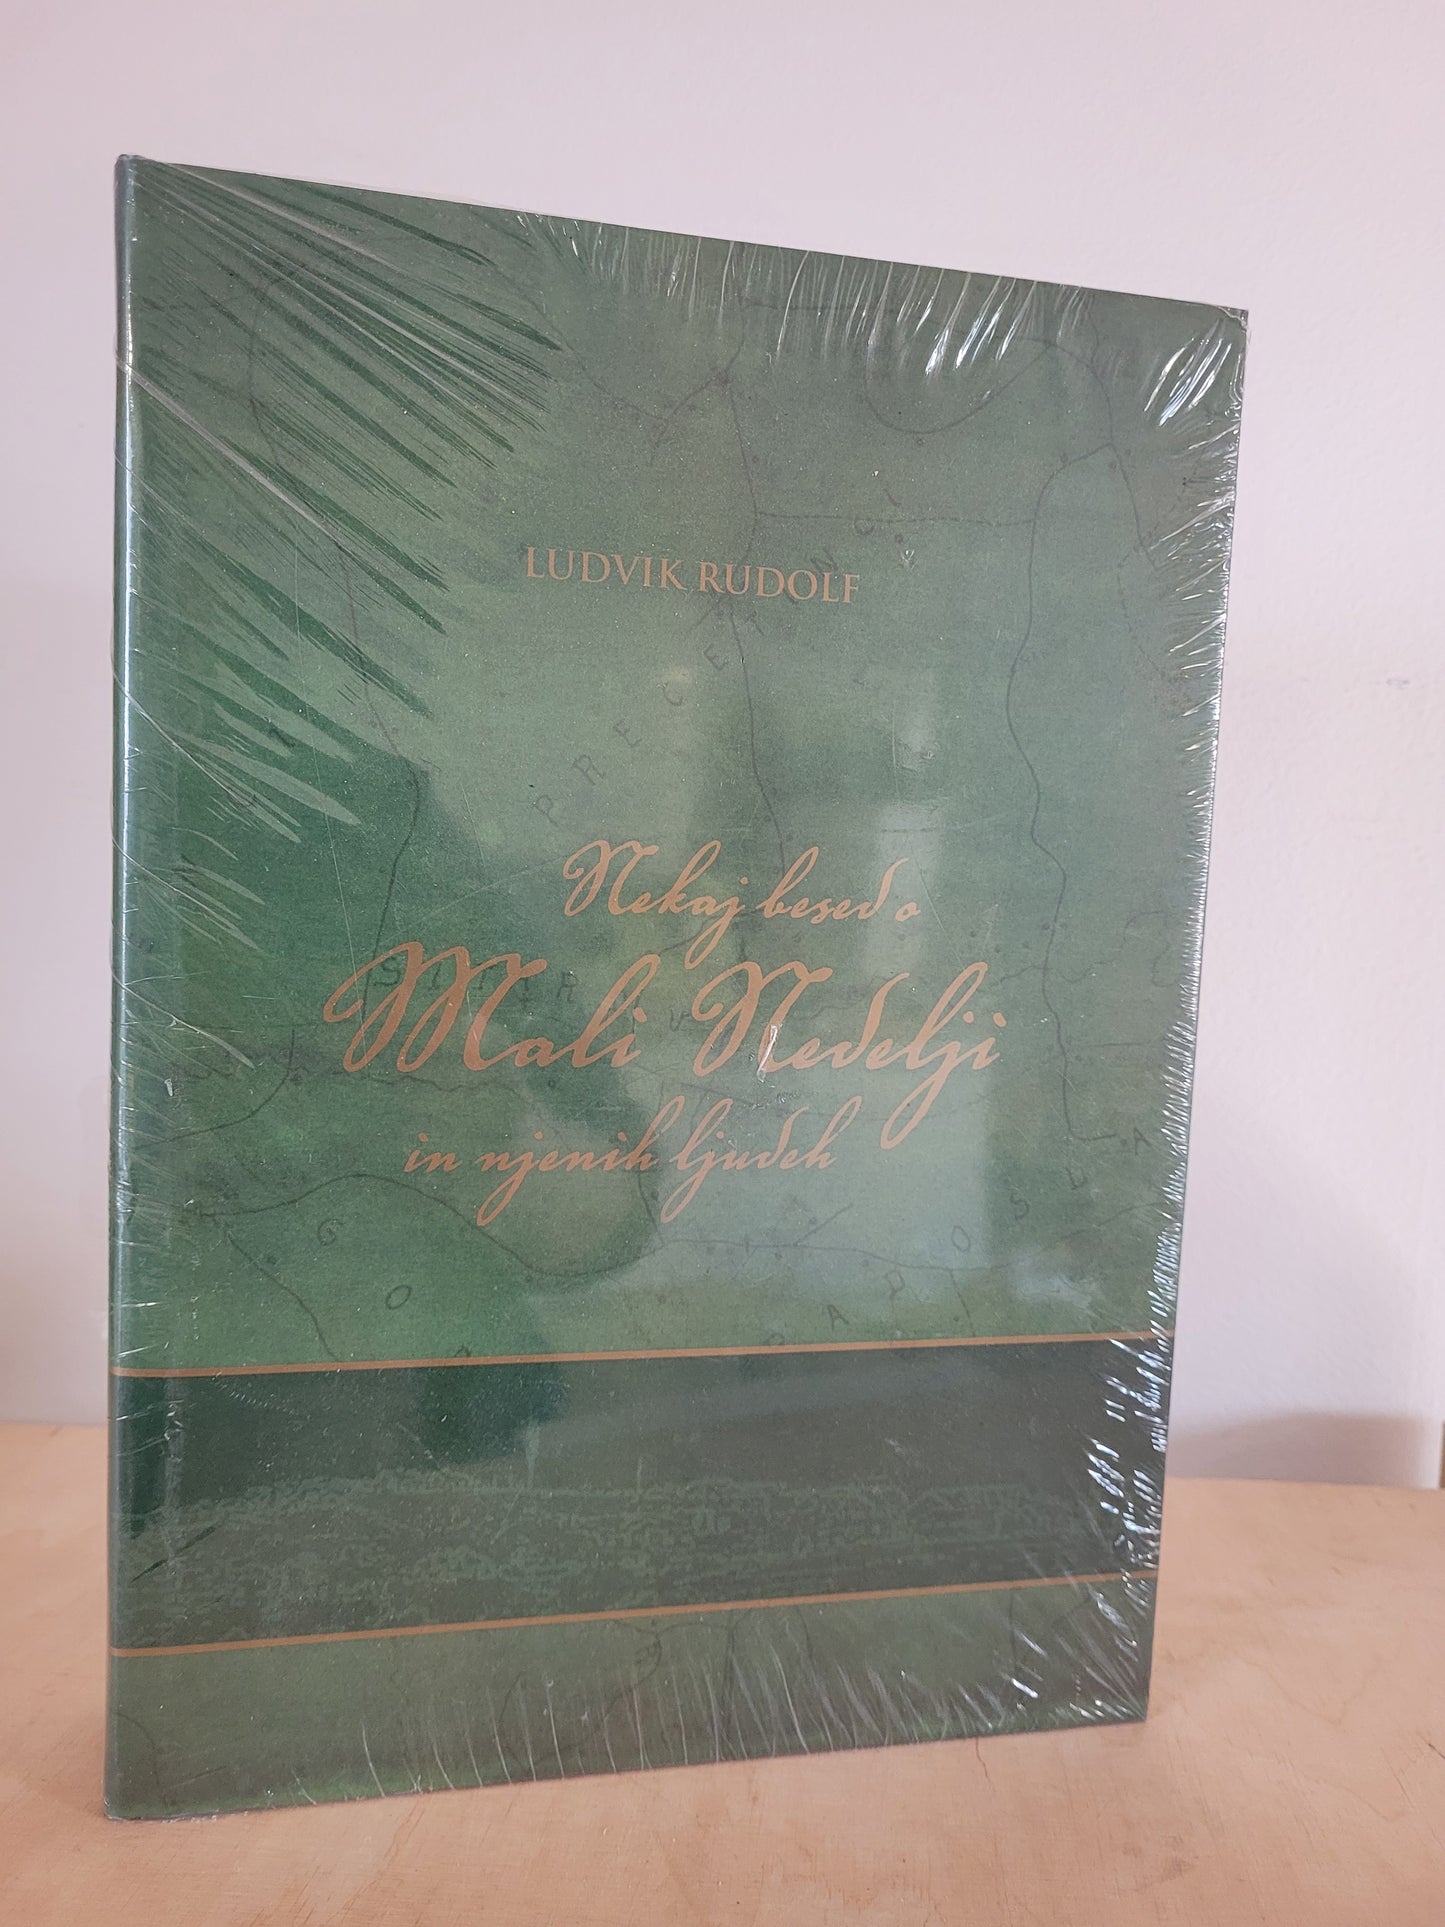 LUDVIK RUDOLF
Nekaj besed o
Mali Nedelji
in njenih ljudeh